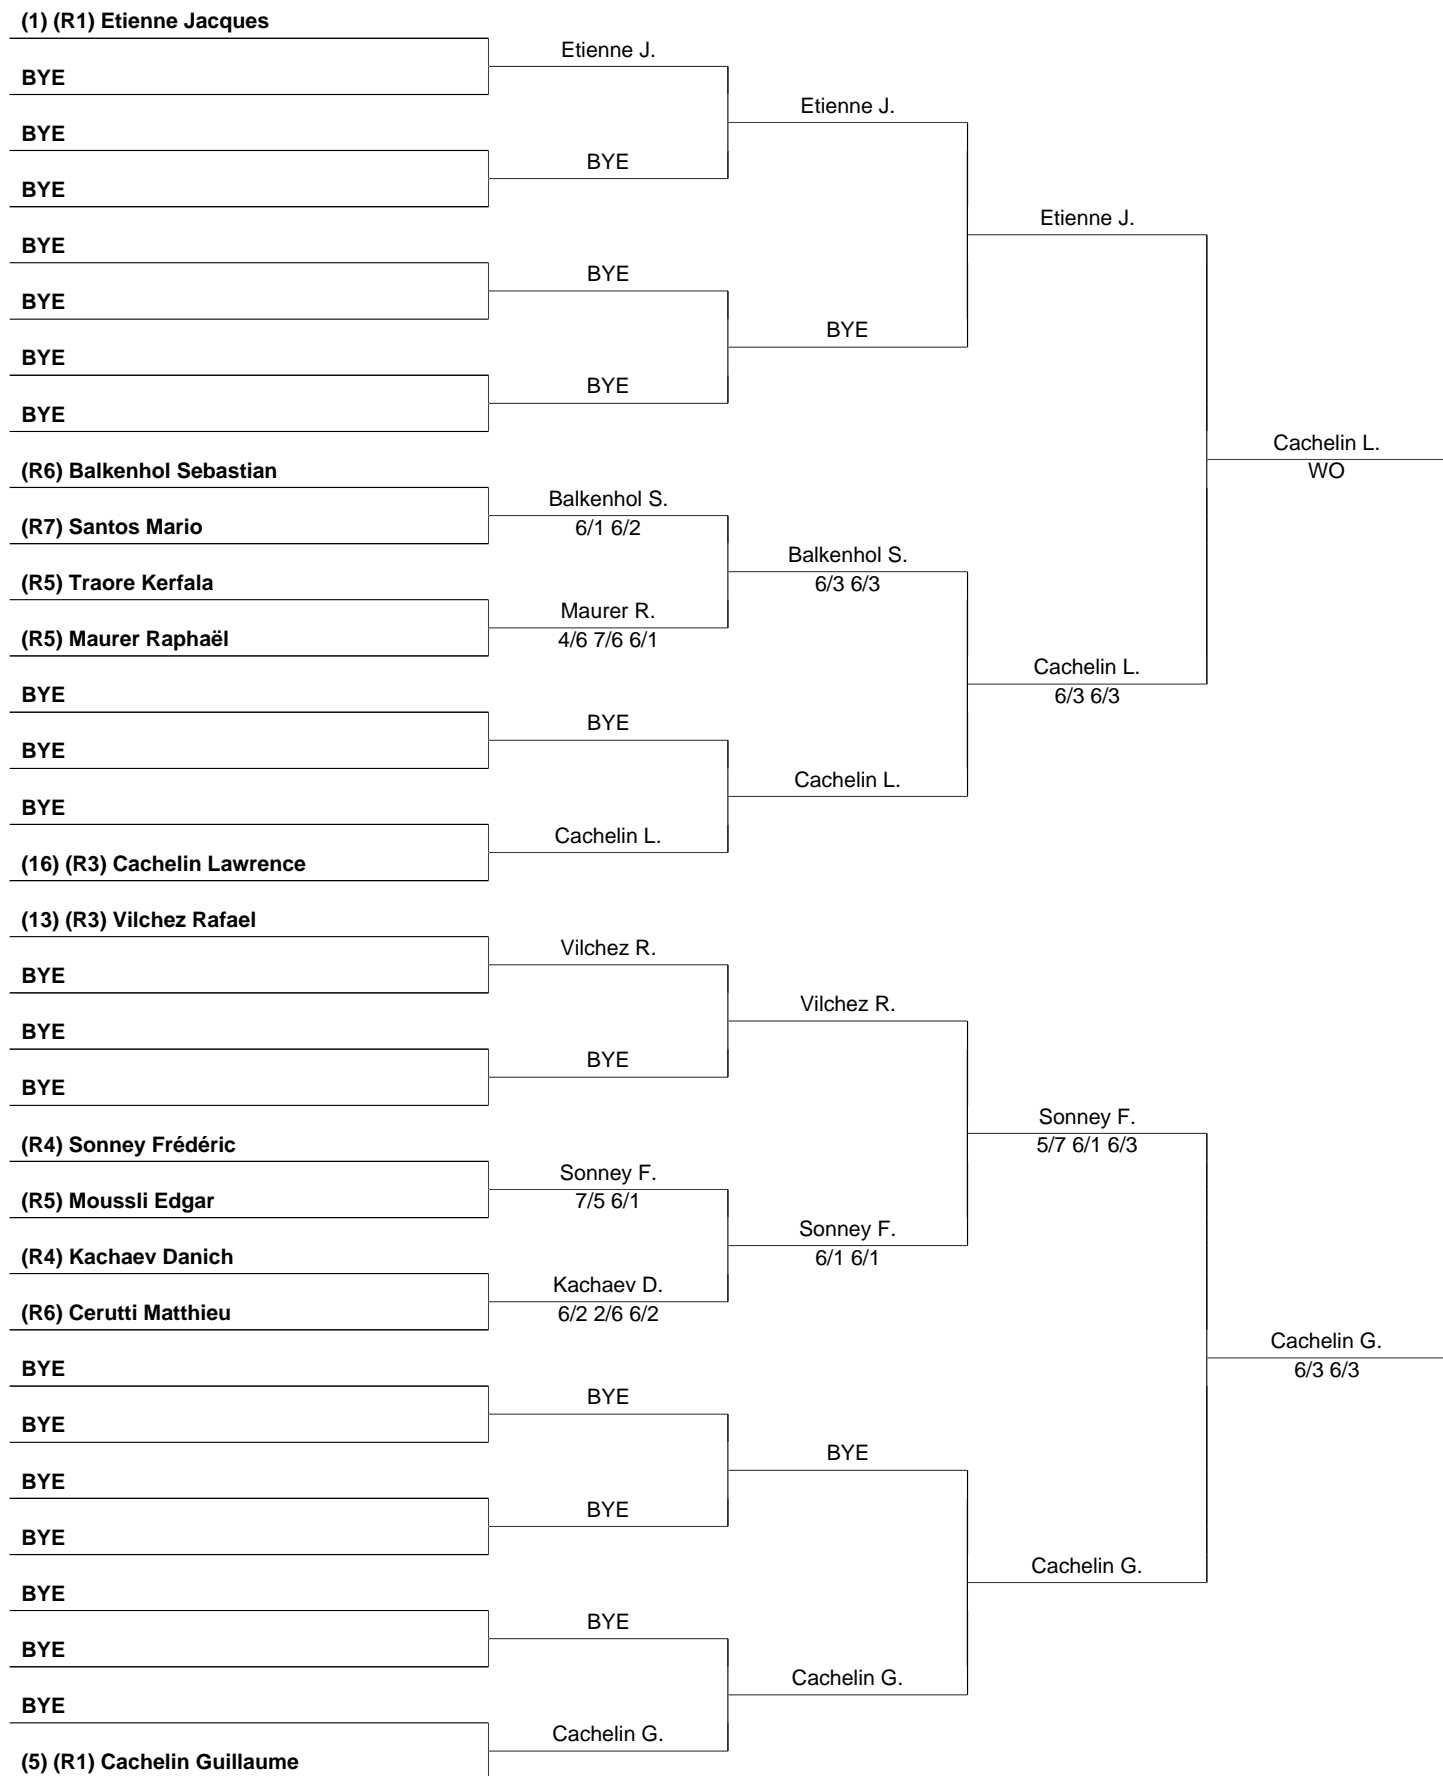 (1) (R1) Etienne Jacques
Etienne J.
BYE
Etienne J.
BYE
BYE
BYE
Etienne J.
BYE
BYE
BYE
BYE
BYE
BYE
BYE
Cachelin L.
WO
(R6) Balkenhol Sebastian
Balkenhol S.
6/1 6/2
(R7) Santos Mario
Balkenhol S.
6/3 6/3
(R5) Traore Kerfala
Maurer R.
4/6 7/6 6/1
(R5) Maurer Raphaël
Cachelin L.
6/3 6/3
BYE
BYE
BYE
Cachelin L.
BYE
Cachelin L.
(16) (R3) Cachelin Lawrence
(13) (R3) Vilchez Rafael
Vilchez R.
BYE
Vilchez R.
BYE
BYE
BYE
Sonney F.
5/7 6/1 6/3
(R4) Sonney Frédéric
Sonney F.
7/5 6/1
(R5) Moussli Edgar
Sonney F.
6/1 6/1
(R4) Kachaev Danich
Kachaev D.
6/2 2/6 6/2
(R6) Cerutti Matthieu
Cachelin G.
6/3 6/3
BYE
BYE
BYE
BYE
BYE
BYE
BYE
Cachelin G.
BYE
BYE
BYE
Cachelin G.
BYE
Cachelin G.
(5) (R1) Cachelin Guillaume